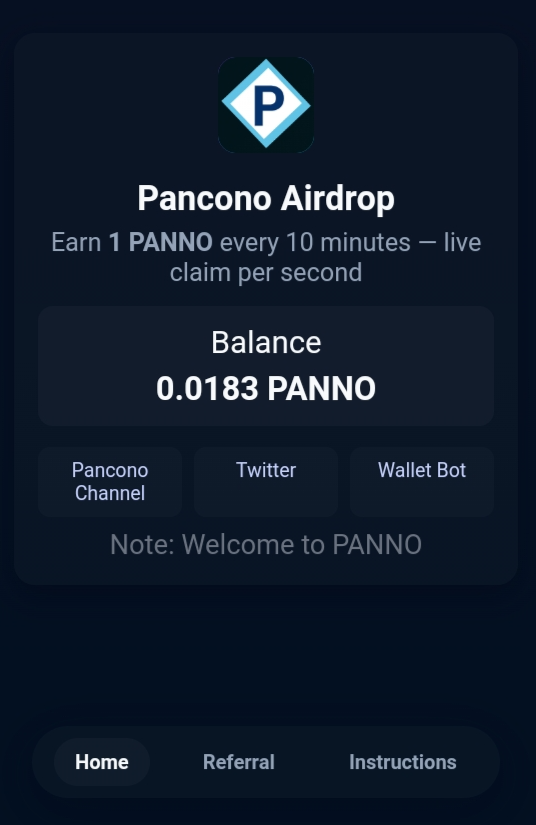 P
Pancono Airdrop
Earn 1 PANNO every 10 minutes — live
claim per second
Balance
0.0183 PANNO
Pancono
Channel
Twitter
Wallet Bot
Note: Welcome to PANNO
Home
Referral
Instructions